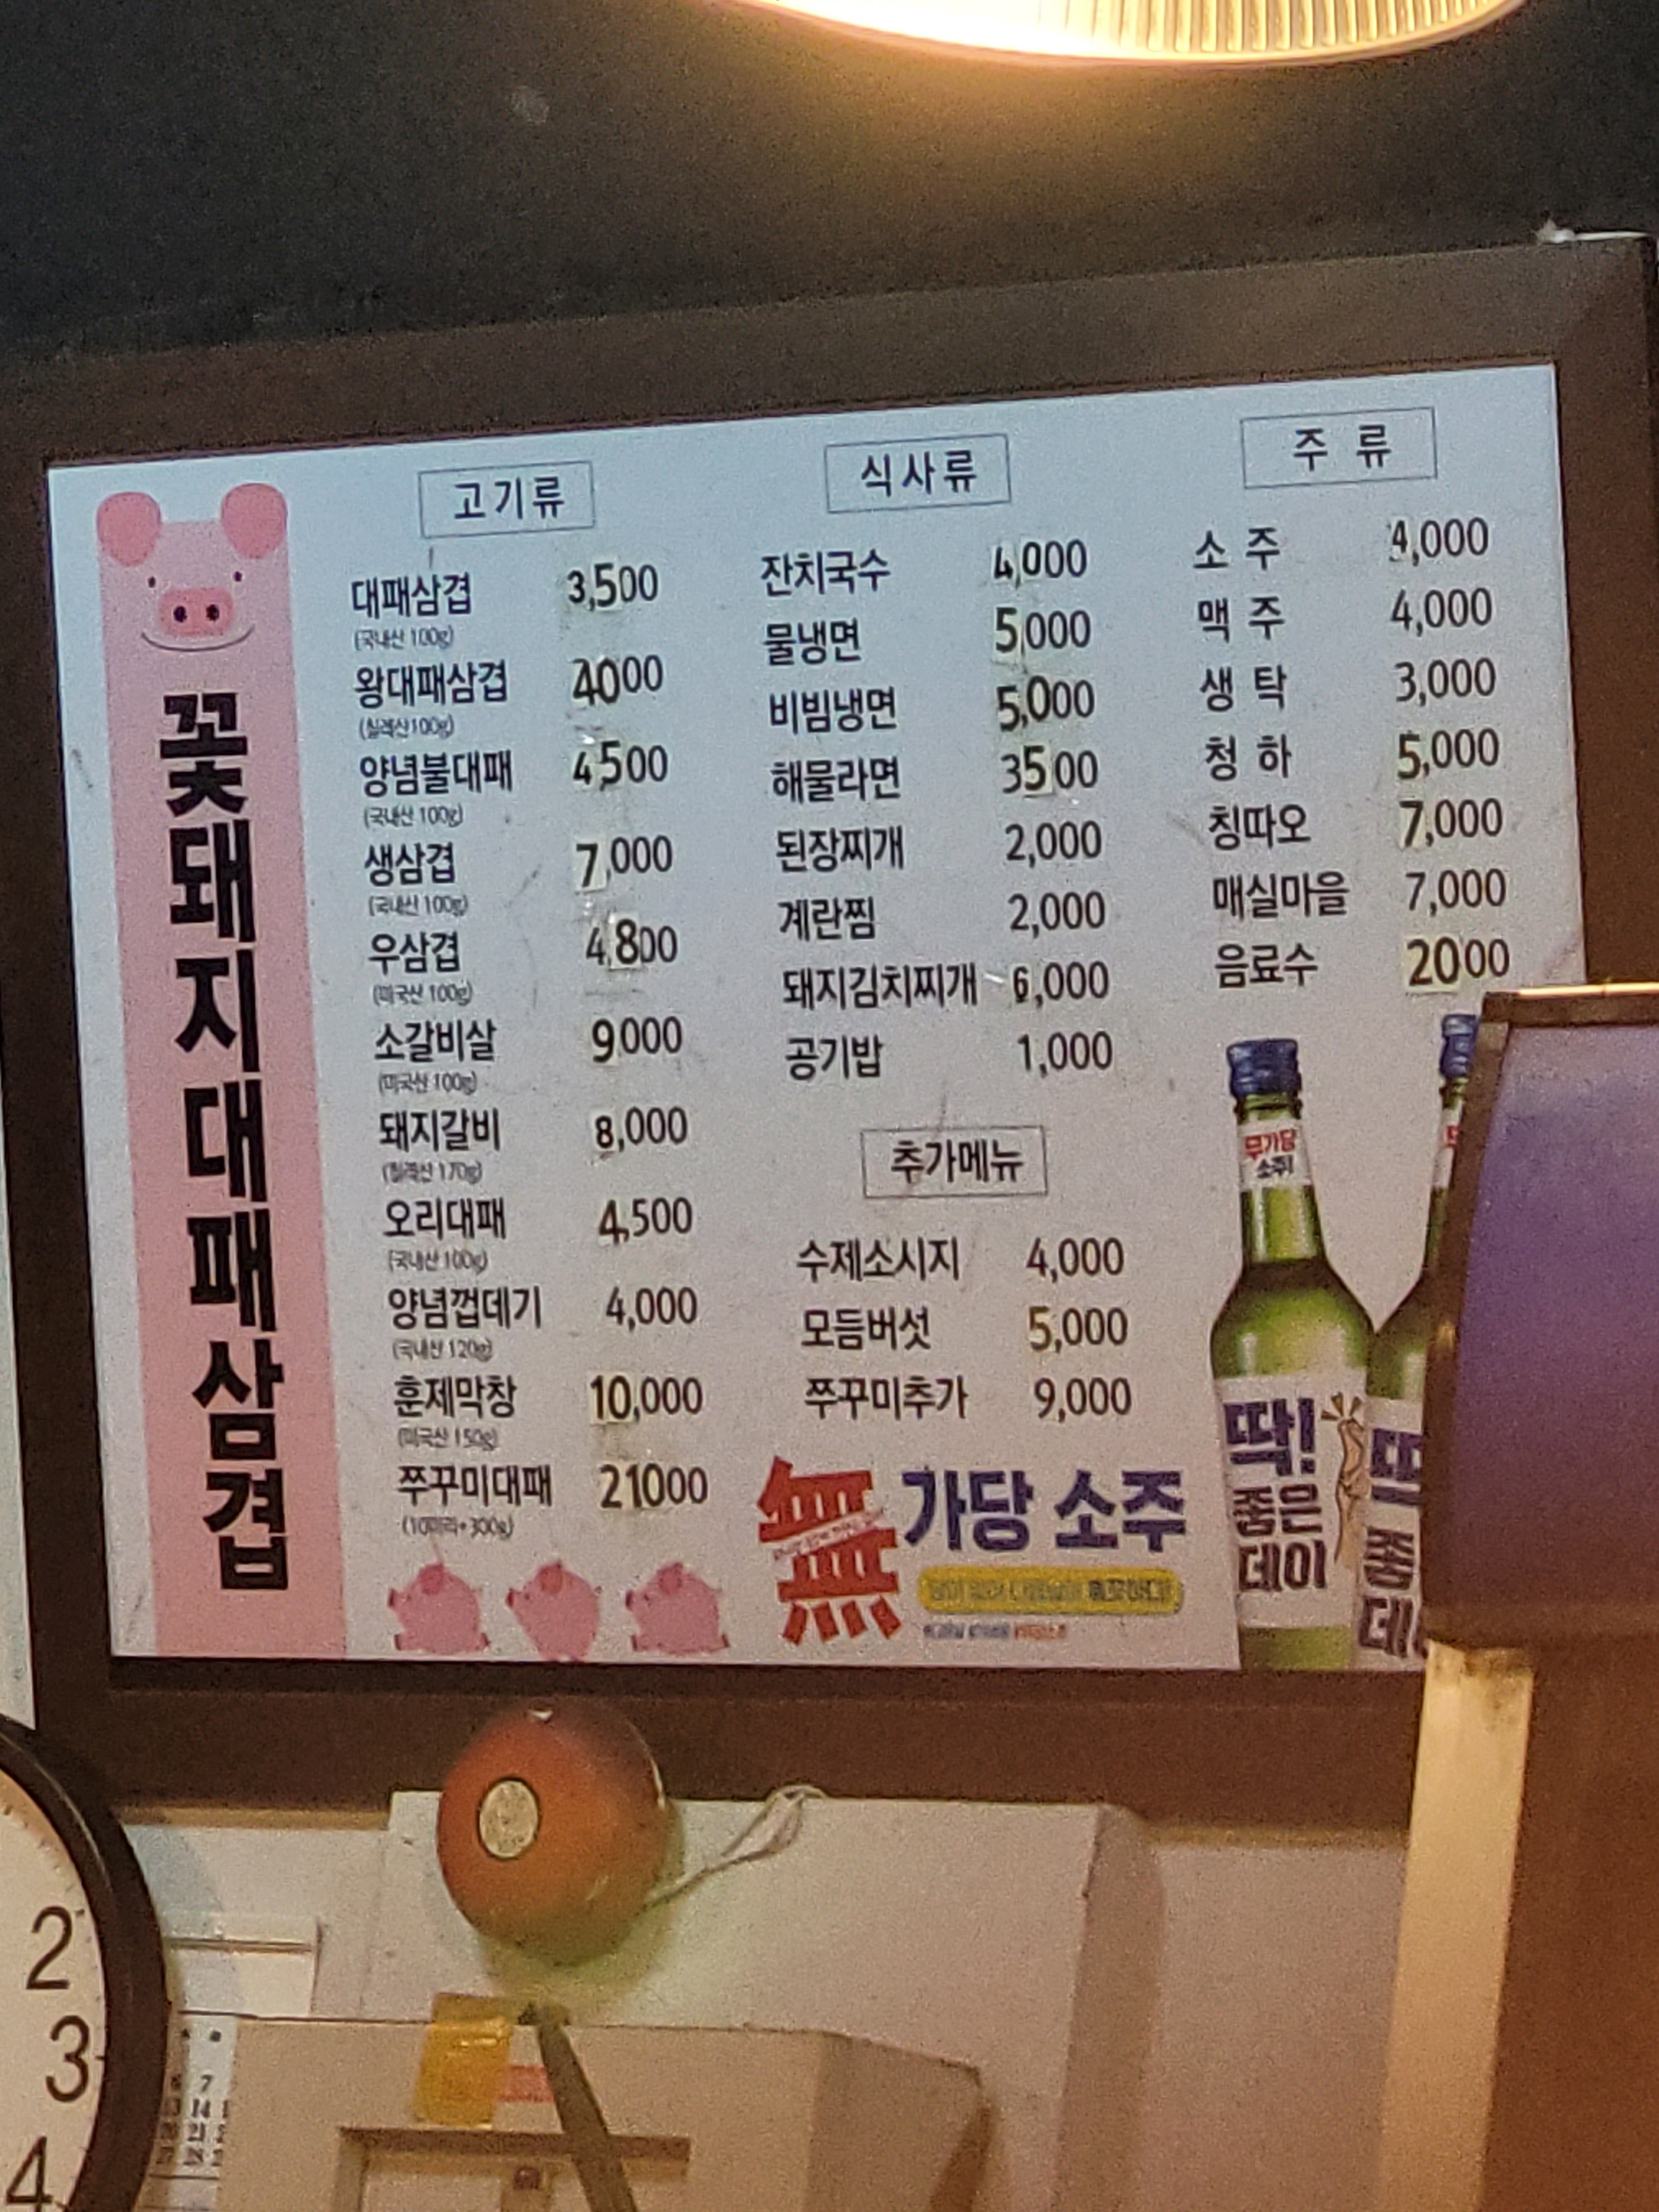 꽃돼지대패삼겹
고기류
대패삼겹 3,500
(국내산 100g)
왕대패삼겹 4000
(칠레산100g)
양념불대패 4,500
(국내산 100g)
생삼겹 7,000
(국내산 100g)
우삼겹 4,800
(미국산 100g)
소갈비살 9,000
(미국산 100g)
돼지갈비 8,000
(칠레산 170g)
오리대패 4,500
(국내산 100g)
양념껍데기 4,000
(국내산 120g)
훈제막창 10,000
(미국산 150g)
쭈꾸미대패 21000
(10마리+300g)
식사류
잔치국수 4,000
물냉면 5,000
비빔냉면 5,000
해물라면 3500
된장찌개 2,000
계란찜 2,000
돼지김치찌개 6,000
공기밥 1,000
추가메뉴
수제소시지 4,000
모듬버섯 5,000
쭈꾸미추가 9,000
無 가당 소주
주 류
소 주 4,000
맥 주 4,000
생 탁 3,000
청 하 5,000
칭따오 7,000
매실마을 7,000
음료수 2000
무가당
소주!
딱!
좋은
데이
2
3
4
7
14